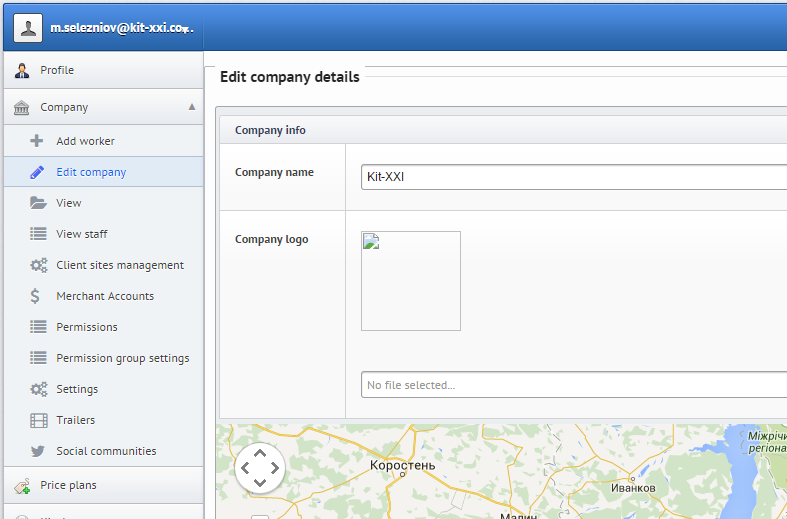 m.selezniov@kit-xxi.co...
Profile
Company
Add worker
Edit company
View
View staff
Client sites management
Merchant Accounts
Permissions
Permission group settings
Settings
Trailers
Social communities
Price plans
Edit company details
Company info
Company name
Kit-XXI
Company logo
No file selected...
Коростень
Міжрічи
регіона
Иванков
Малин